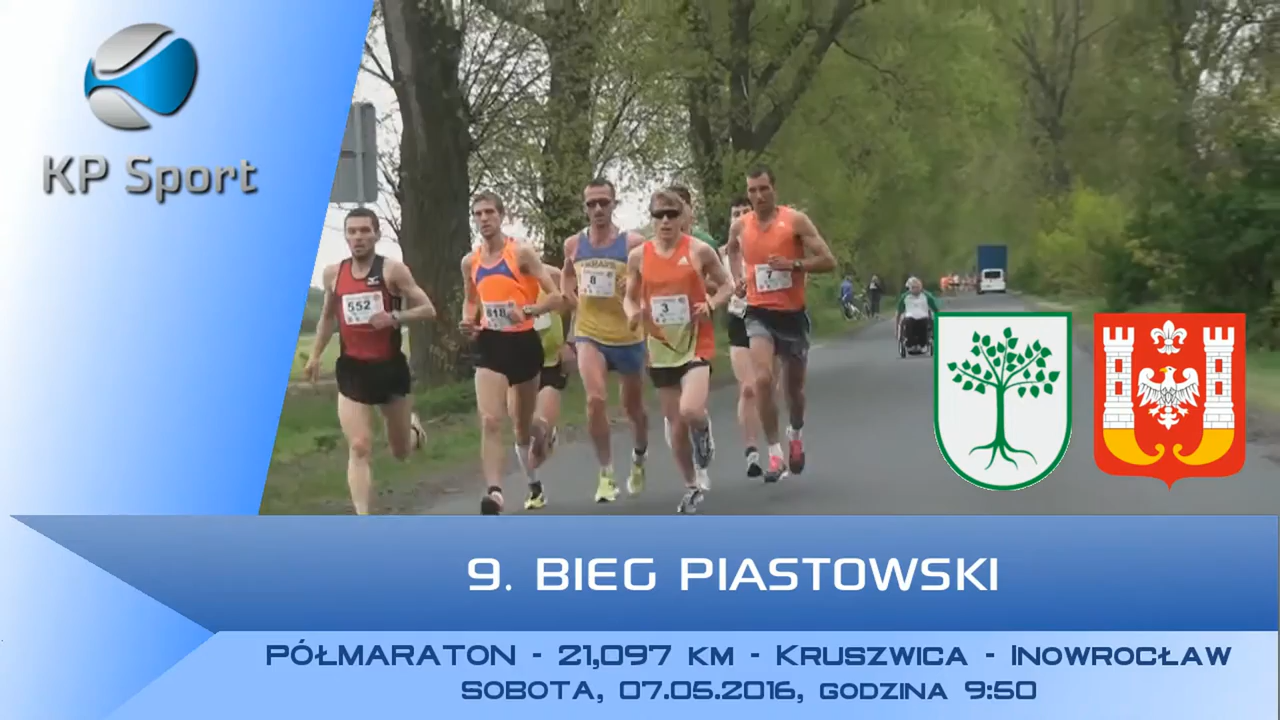 KP Sport
552
618
8
3
7
9. BIEG PIASTOWSKI
PÓŁMARATON - 21,097 KM - KRUSZWICA - INOWROCŁAW
SOBOTA, 07.05.2016, GODZINA 9:50